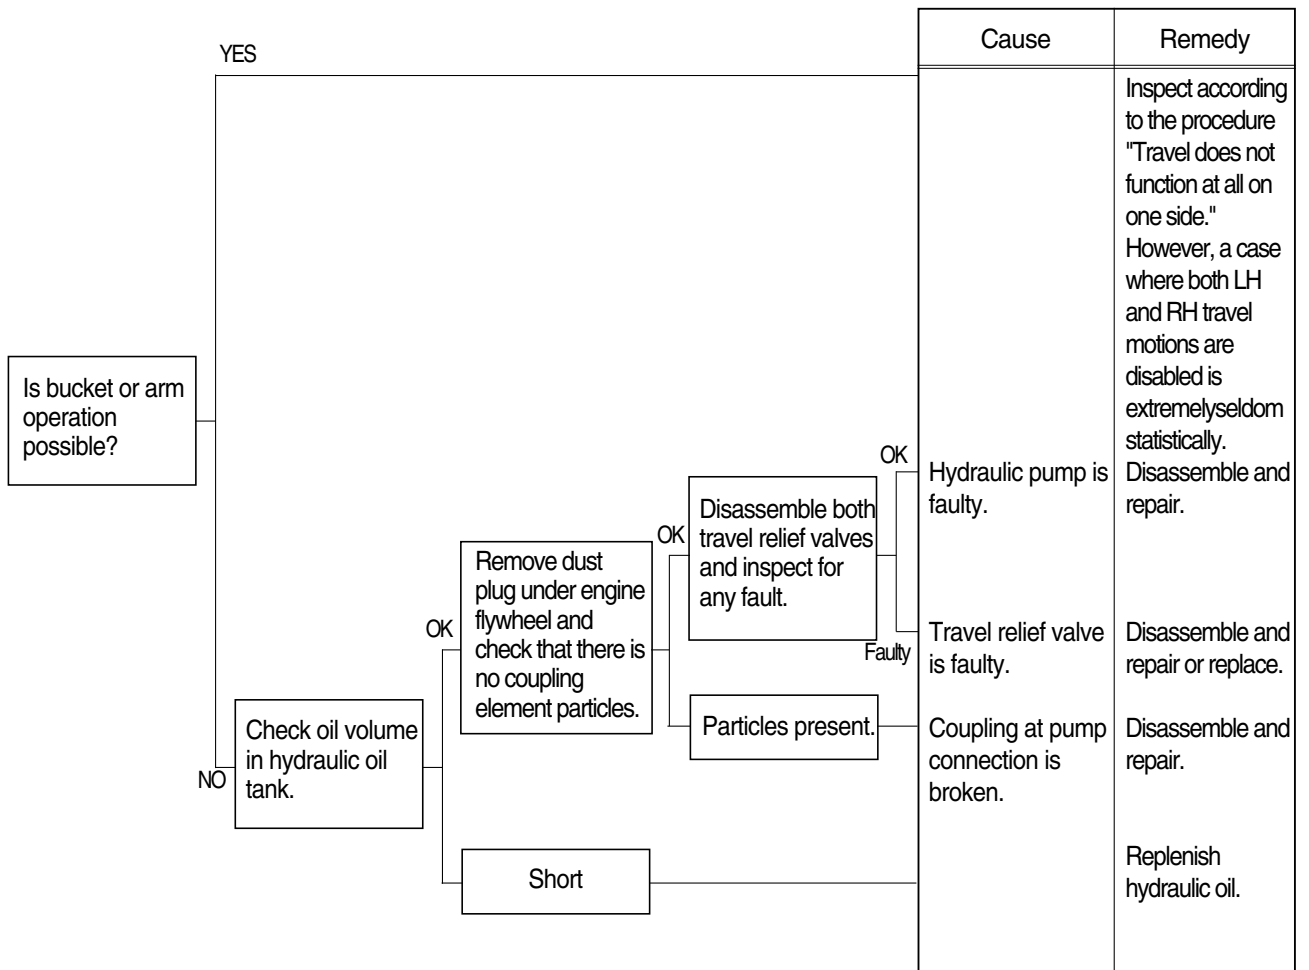 Cause
Remedy
YES
Inspect according
to the procedure
"Travel does not
function at all on
one side."
However, a case
where both LH
and RH travel
motions are
disabled is
extremelyseldom
statistically.
Is bucket or arm
operation
possible?
NO
Check oil volume
in hydraulic oil
tank.
OK
Remove dust
plug under engine
flywheel and
check that there is
no coupling
element particles.
OK
Disassemble both
travel relief valves
and inspect for
any fault.
OK
Hydraulic pump is
faulty.
Disassemble and
repair.
Faulty
Travel relief valve
is faulty.
Disassemble and
repair or replace.
Particles present.
Coupling at pump
connection is
broken.
Disassemble and
repair.
Short
Replenish
hydraulic oil.